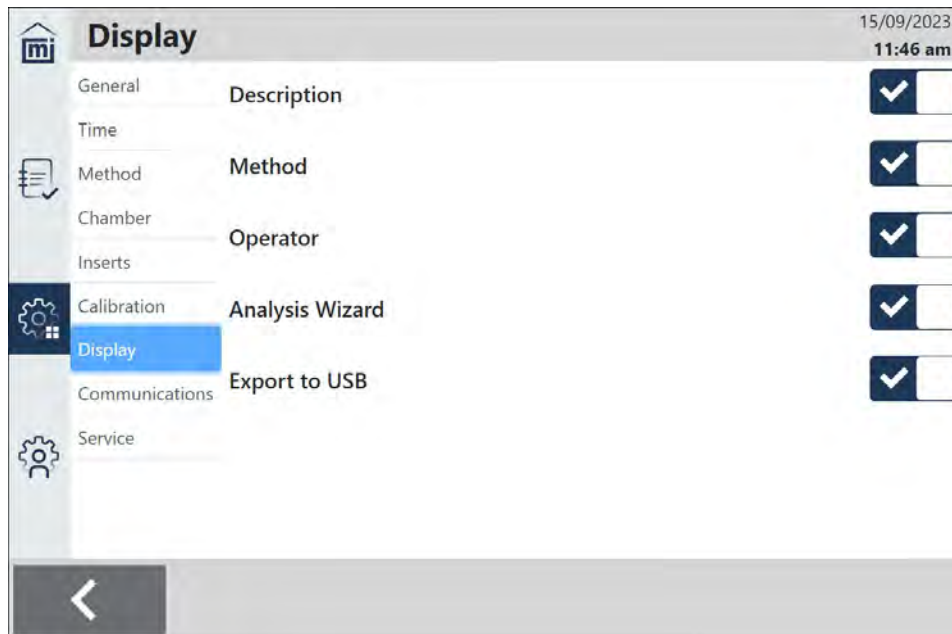 mi
Display
15/09/2023
11:46 am
General
Time
Method
Chamber
Inserts
Calibration
Display
Communications
Service
Description
Method
Operator
Analysis Wizard
Export to USB